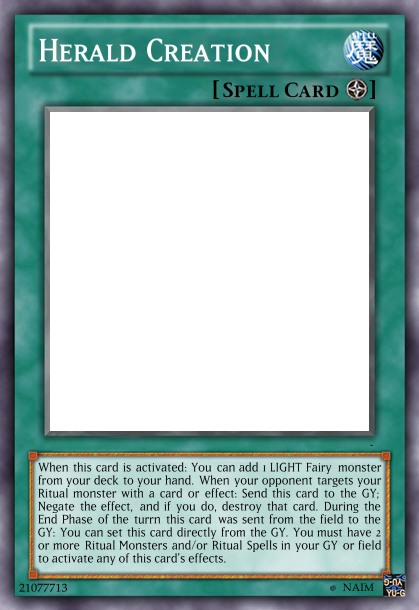 HERALD CREATION
魔
[SPELL CARD]
When this card is activated: You can add 1 LIGHT Fairy monster
from your deck to your hand. When your opponent targets your
Ritual monster with a card or effect: Send this card to the GY;
Negate the effect, and if you do, destroy that card. During the
End Phase of the turrn this card was sent from the field to the
GY: You can set this card directly from the GY. You must have 2
or more Ritual Monsters and/or Ritual Spells in your GY or field
to activate any of this card's effects.
21077713
® NAIM